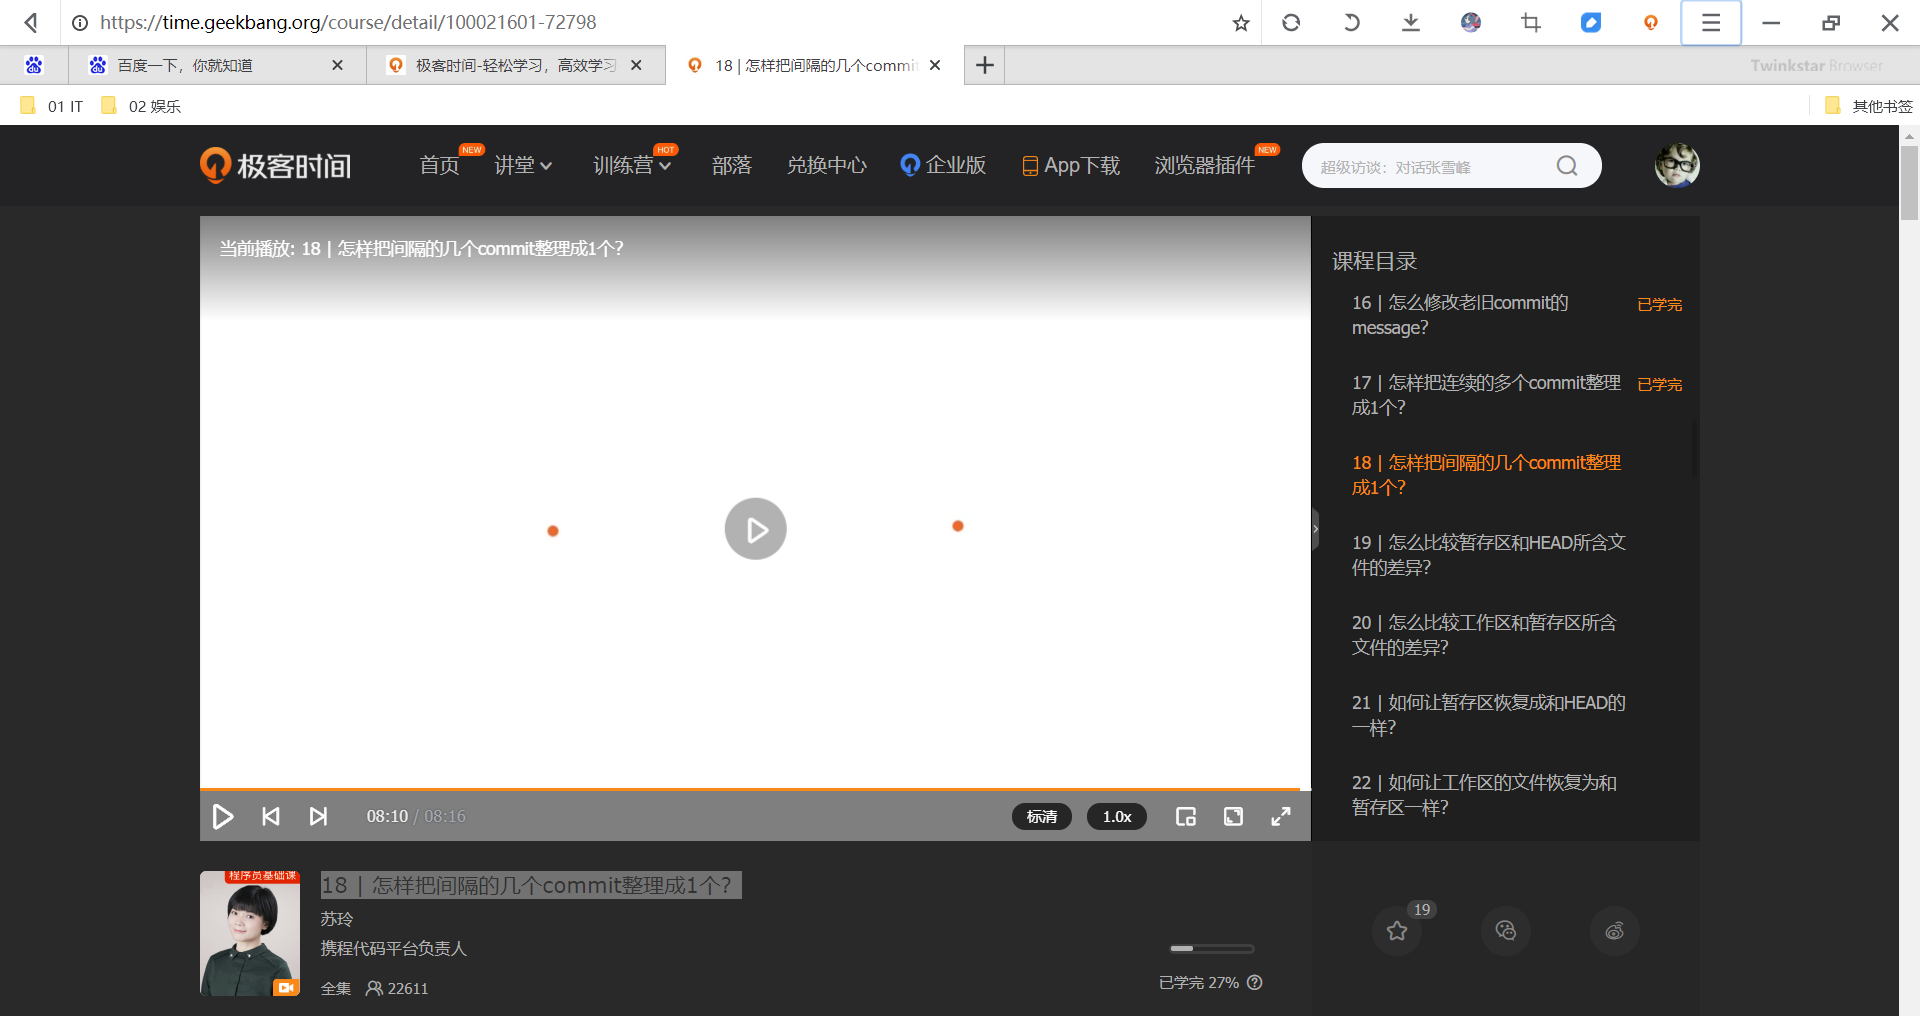 https://time.geekbang.org/course/detail/100021601-72798
百度一下，你就知道
极客时间-轻松学习，高效学习
18 | 怎样把间隔的几个commit
Twinkstar Browser
01 IT
02 娱乐
其他书签
极客时间
首页
NEW
讲堂
训练营
HOT
部落
兑换中心
企业版
App下载
浏览器插件
NEW
超级访谈：对话张雪峰
当前播放: 18 | 怎样把间隔的几个commit整理成1个?
课程目录
16 | 怎么修改老旧commit的
message?
已学完
17 | 怎样把连续的多个commit整理
成1个?
已学完
18 | 怎样把间隔的几个commit整理
成1个?
19 | 怎么比较暂存区和HEAD所含文
件的差异?
20 | 怎么比较工作区和暂存区所含
文件的差异?
21 | 如何让暂存区恢复成和HEAD的
一样?
22 | 如何让工作区的文件恢复为和
暂存区一样?
08:10 / 08:16
标清
1.0x
程序员基础课
18 | 怎样把间隔的几个commit整理成1个?
苏玲
携程代码平台负责人
全集
22611
已学完 27%
19